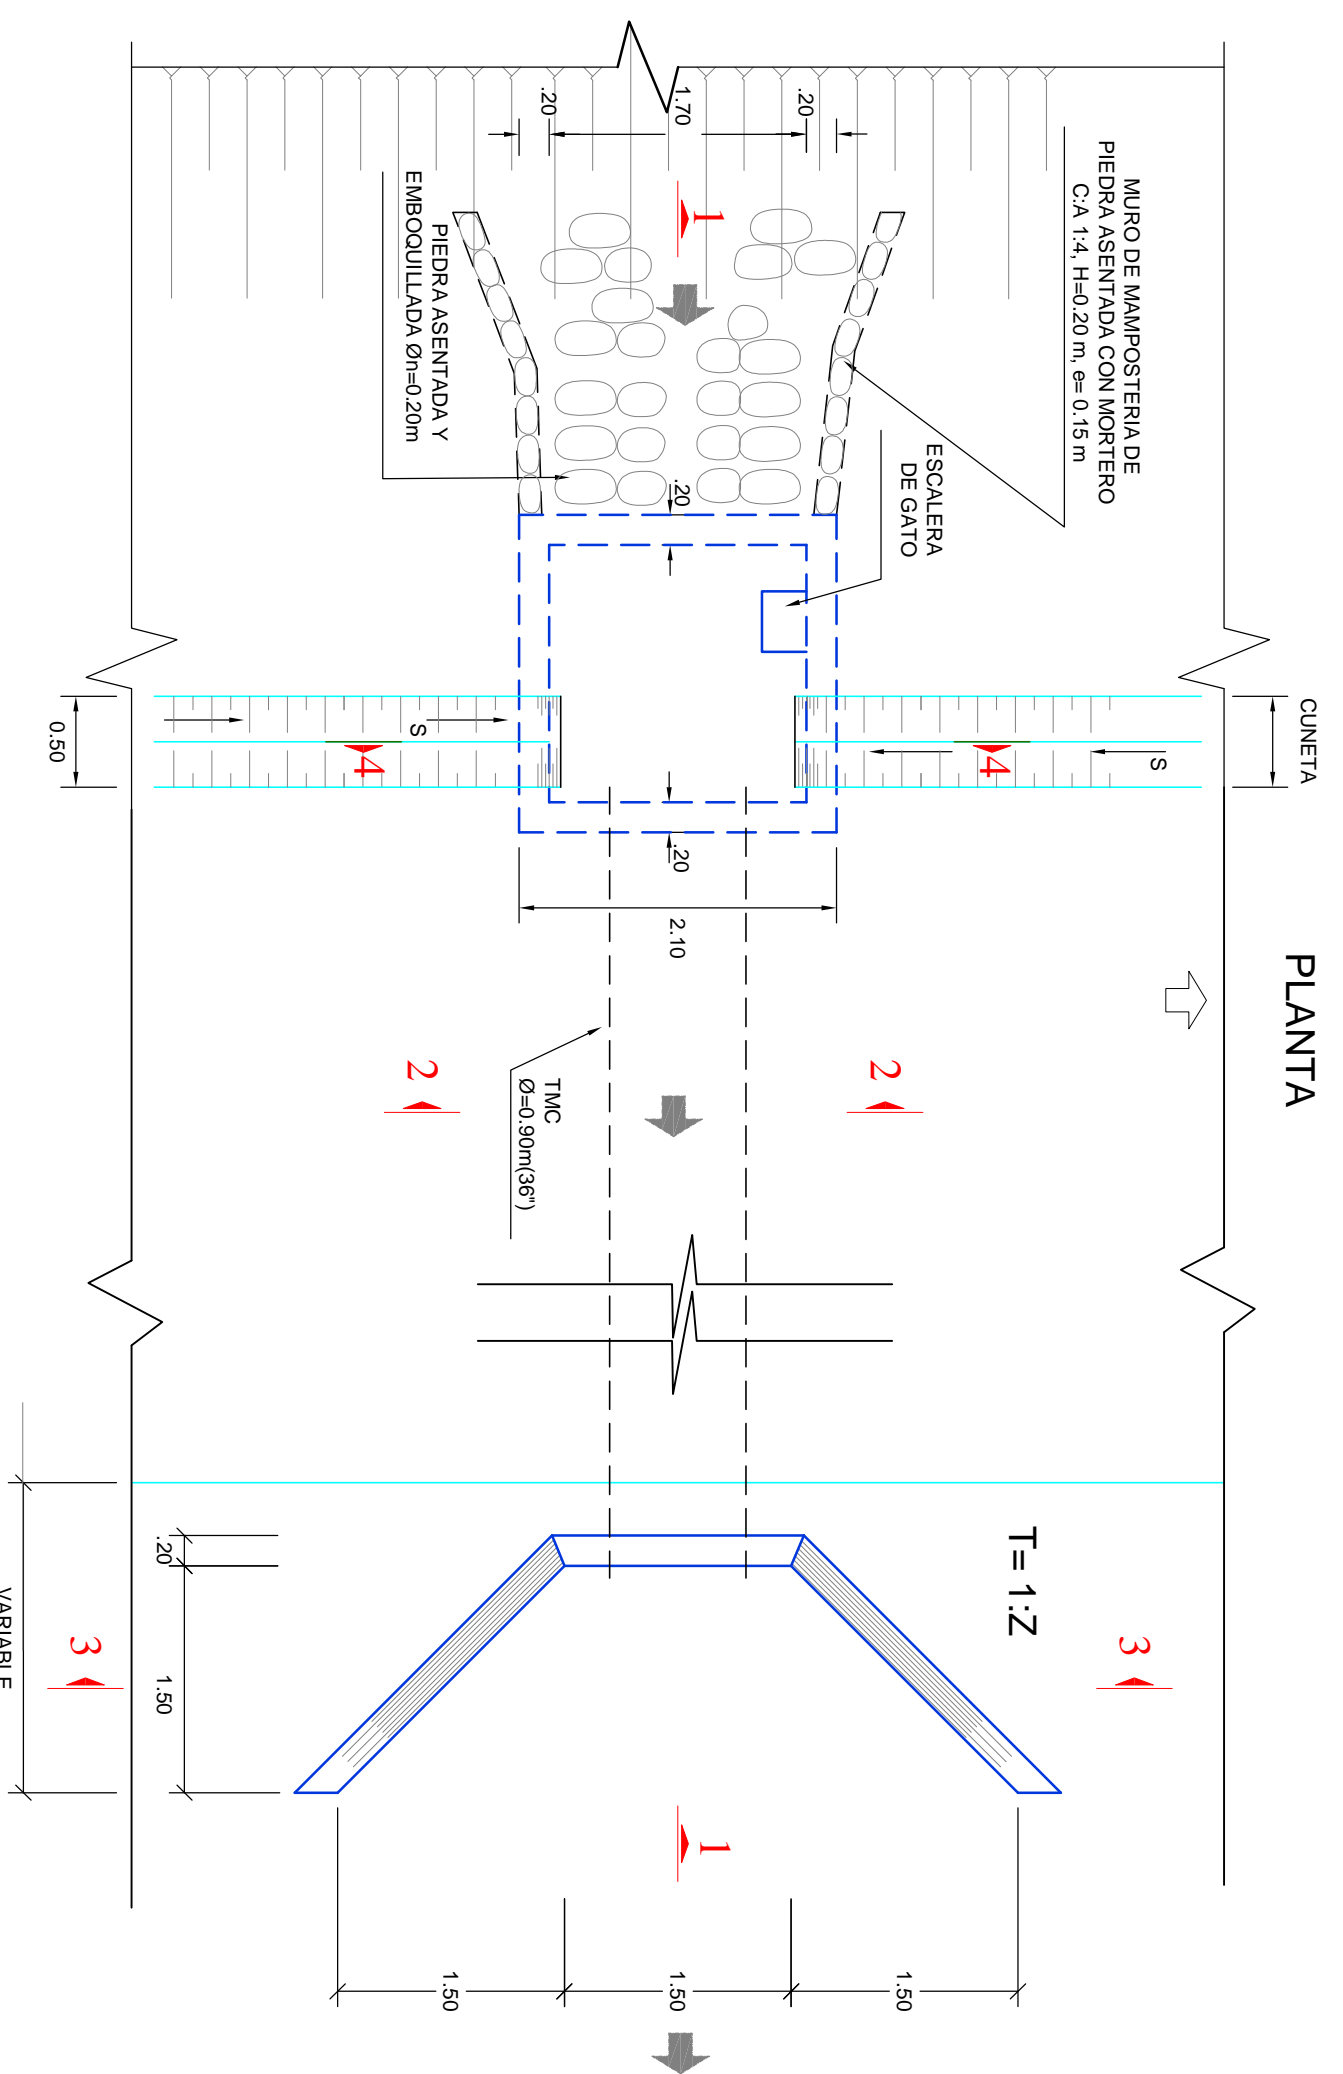 PLANTA
CUNETA
MURO DE MAMPOSTERIA DE
PIEDRA ASENTADA CON MORTERO
C:A 1:4, H=0.20 m, e= 0.15 m
ESCALERA
DE GATO
S
4
2
T= 1:Z
3
.20
1.70
.20
1
.20
.20
2.10
1
1.50
1.50
1.50
PIEDRA ASENTADA Y
EMBOQUILLADA Øn=0.20m
S
4
2
TMC
Ø=0.90m(36")
0.50
.20
1.50
3
VARIABLE